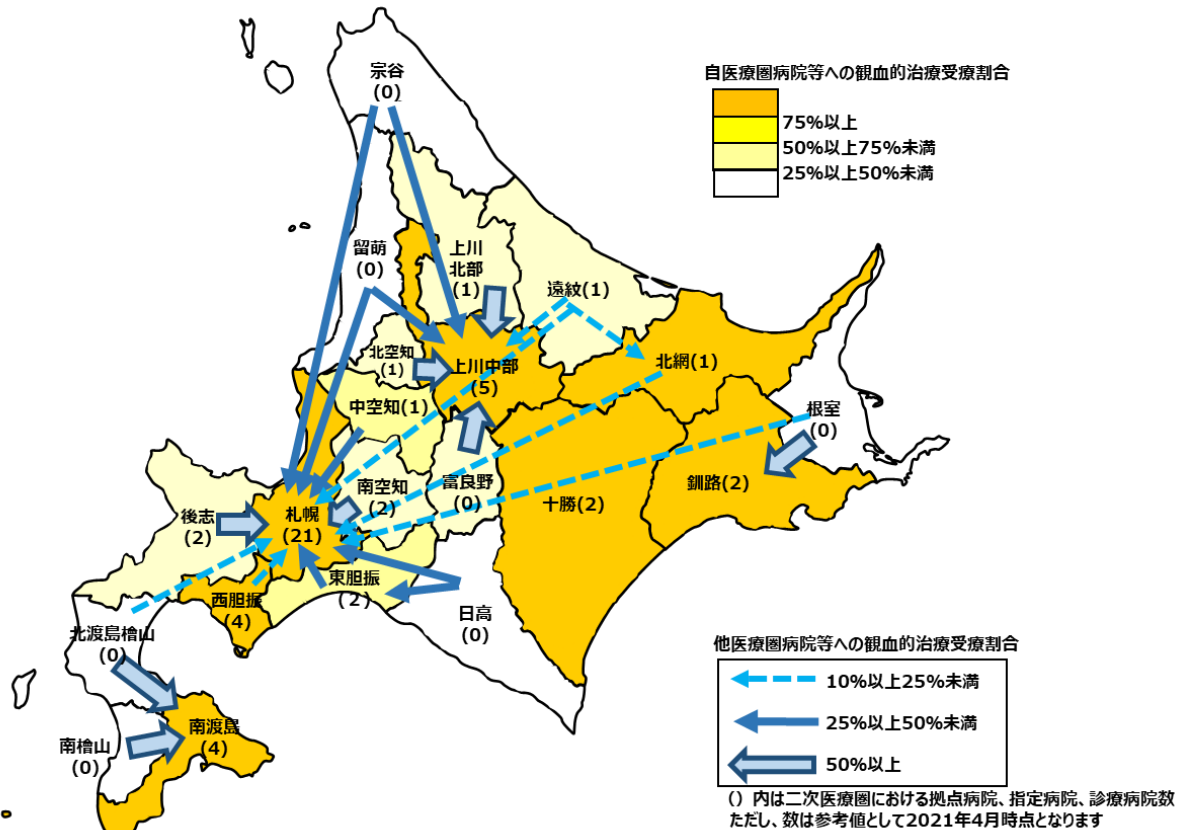 宗谷
(0)
自医療圏病院等への観血的治療受療割合
75%以上
50%以上75%未満
25%以上50%未満
留萌
(0)
上川
北部
(1)
遠紋(1)
北空知
(1)
上川中部
(5)
北網(1)
中空知(1)
根室
(0)
南空知
(2)
富良野
(0)
釧路(2)
十勝(2)
後志
(2)
札幌
(21)
東胆振
(2)
西胆振
(4)
日高
(0)
北渡島檜山
(0)
南渡島
(4)
南檜山
(0)
他医療圏病院等への観血的治療受療割合
10%以上25%未満
25%以上50%未満
50%以上
() 内は二次医療圏における拠点病院、指定病院、診療病院数
ただし、数は参考値として2021年4月時点となります